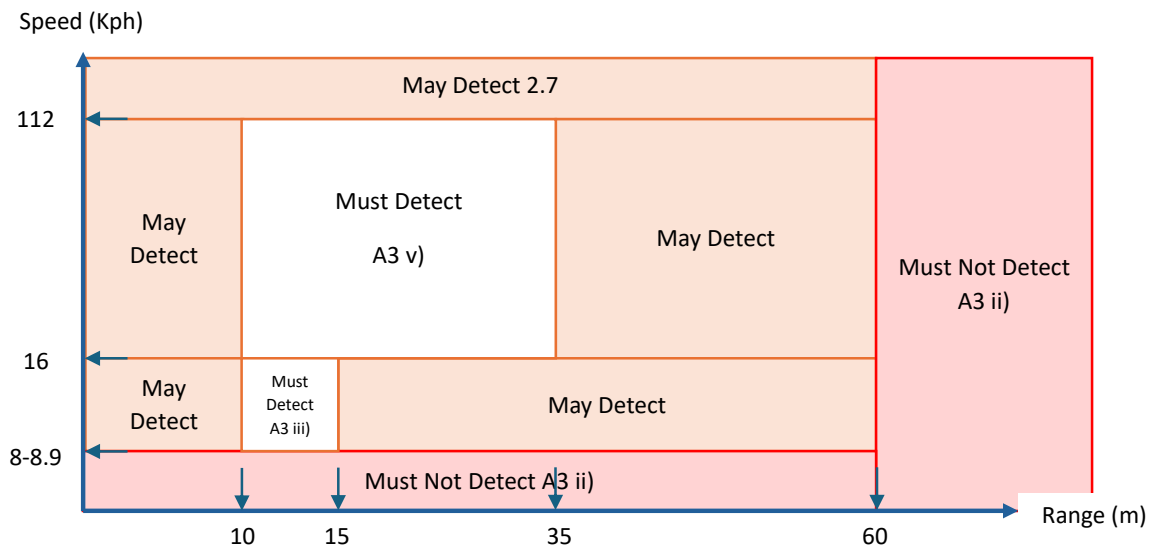 Speed (Kph)
May Detect 2.7
112
Must Detect
A3 v)
May
Detect
May Detect
Must Not Detect
A3 ii)
16
May
Detect
Must
Detect
A3 iii)
May Detect
8-8.9
Must Not Detect A3 ii)
10
15
35
60
Range (m)